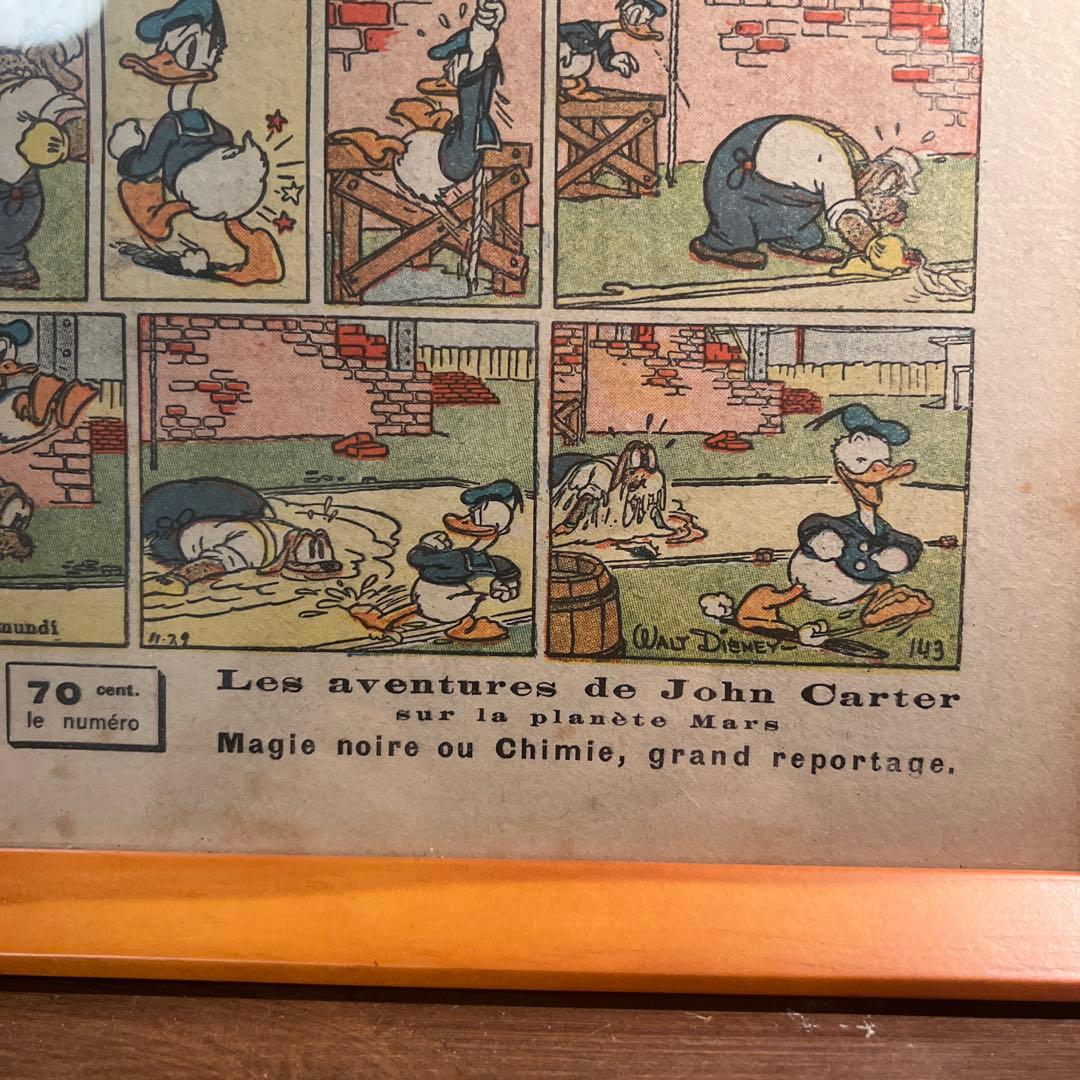 mundi
11-29
WALT DISNEY
143
70 cent.
le numéro
Les aventures de John Carter
sur la planète Mars
Magie noire ou Chimie, grand reportage.